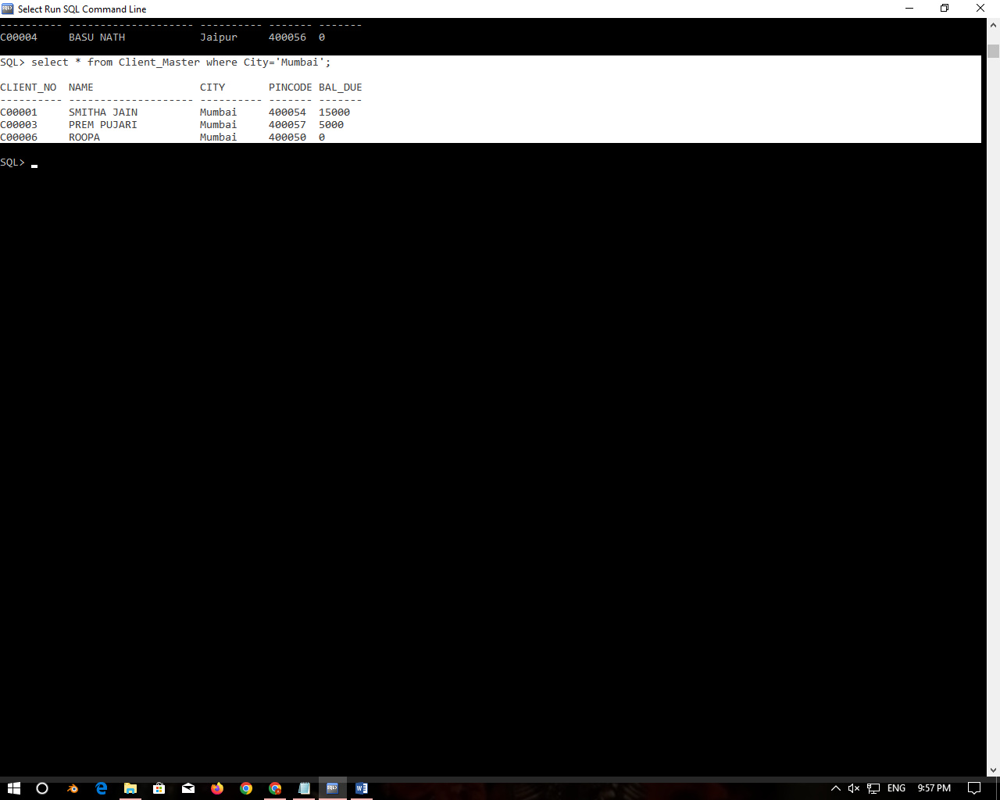 Select Run SQL Command Line
---------- -------------------- ---------- ------- -------
C00004     BASU NATH            Jaipur     400056  0
SQL> select * from Client_Master where City='Mumbai';
CLIENT_NO  NAME                 CITY       PINCODE BAL_DUE
---------- -------------------- ---------- ------- -------
C00001     SMITHA JAIN          Mumbai     400054  15000
C00003     PREM PUJARI          Mumbai     400057  5000
C00006     ROOPA                Mumbai     400050  0
SQL>
ENG 9:57 PM